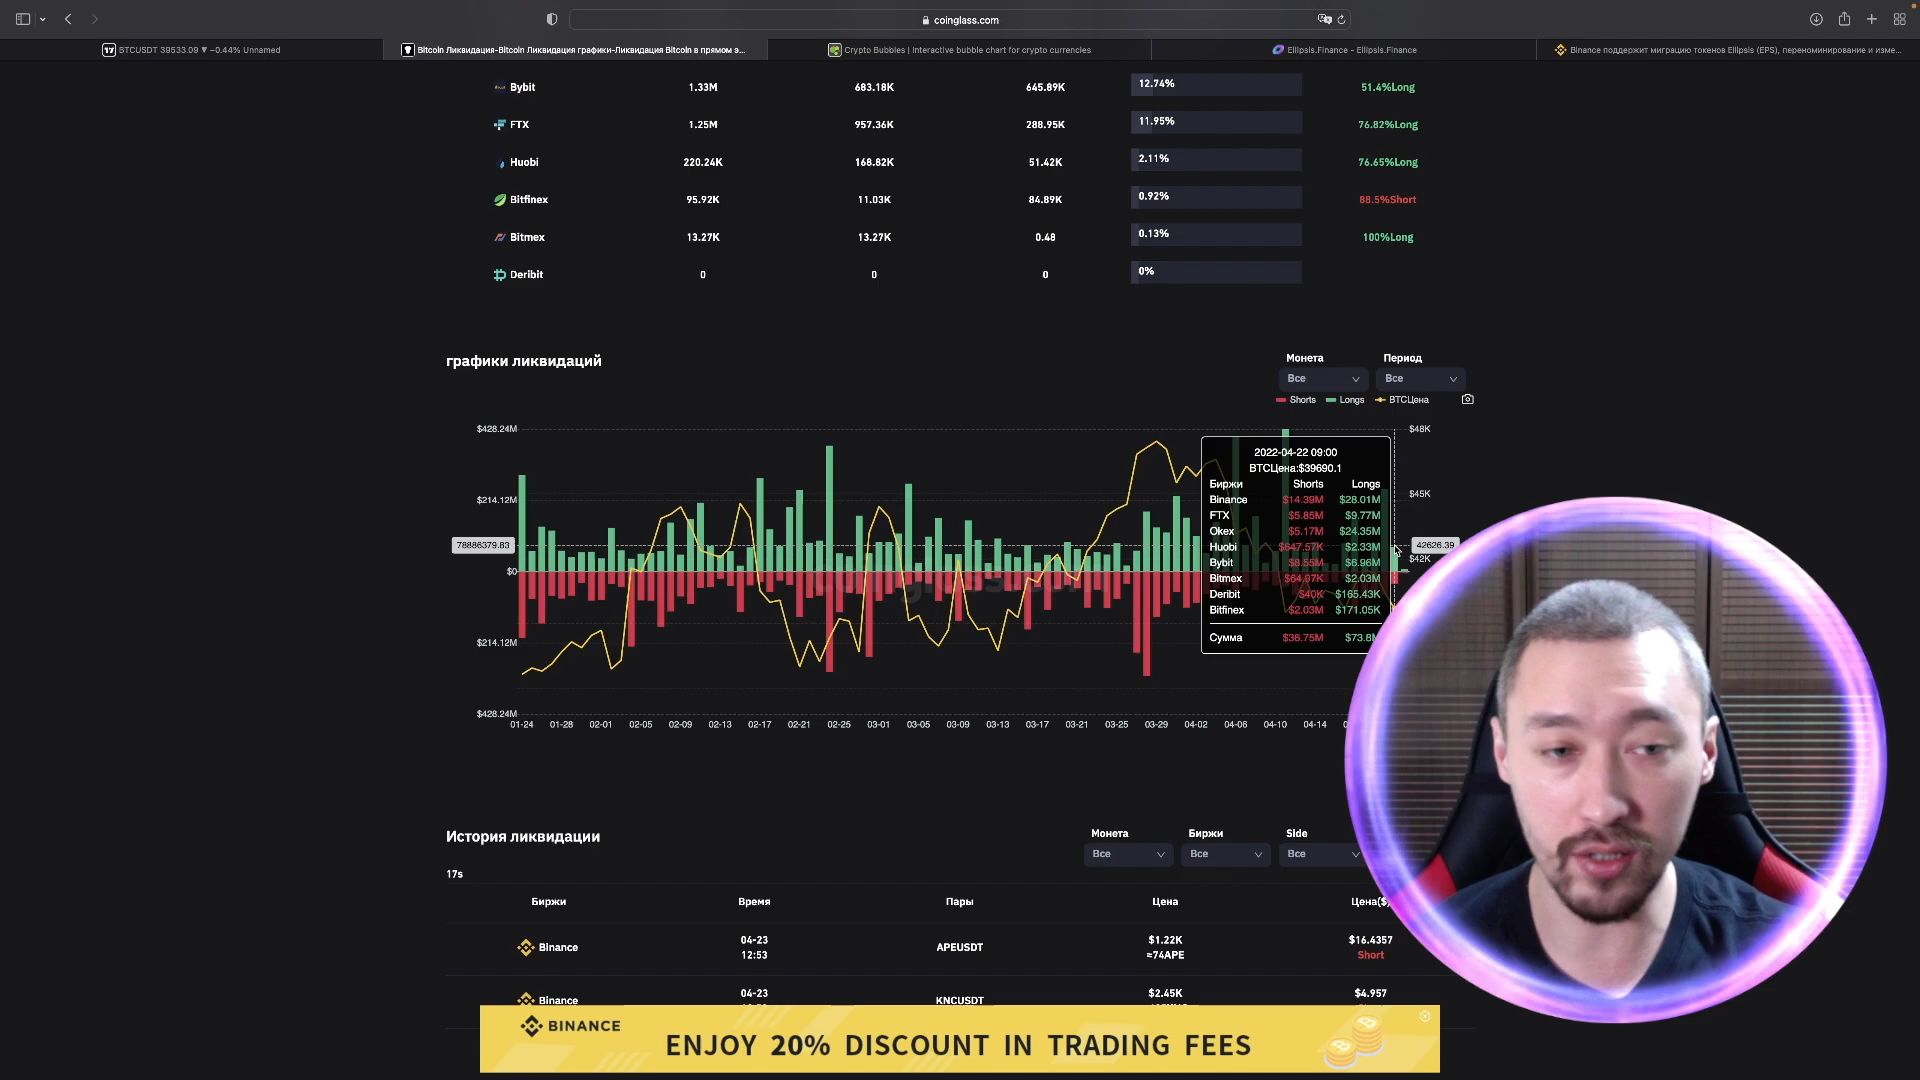 coinglass.com
BTCUSDT 39533.09 ▼ −0.44% Unnamed
Bitcoin Ликвидация-Bitcoin Ликвидация графики-Ликвидация Bitcoin в прямом э...
Crypto Bubbles | Interactive bubble chart for crypto currencies
Ellipsis.Finance - Ellipsis.Finance
Binance поддержит миграцию токенов Ellipsis (EPS), переноминирование и изме...
Bybit 1.33M 683.18K 645.89K 12.74% 51.4%Long
FTX 1.25M 957.36K 288.95K 11.95% 76.82%Long
Huobi 220.24K 168.82K 51.42K 2.11% 76.65%Long
Bitfinex 95.92K 11.03K 84.89K 0.92% 88.5%Short
Bitmex 13.27K 13.27K 0.48 0.13% 100%Long
Deribit 0 0 0 0%
графики ликвидаций
Монета Период
Все Все
Shorts Longs BTCЦена
$428.24M
$214.12M
78886379.83
$0
$214.12M
$428.24M
$48K
$45K
42626.39
$42K
2022-04-22 09:00
BTCЦена:$39690.1
Биржи Shorts Longs
Binance $14.39M $28.01M
FTX $5.85M $9.77M
Okex $5.17M $24.35M
Huobi $647.57K $2.33M
Bybit $8.55M $6.96M
Bitmex $64.07K $2.03M
Deribit $40K $165.43K
Bitfinex $2.03M $171.05K
Сумма $36.75M $73.8M
01-24 01-28 02-01 02-05 02-09 02-13 02-17 02-21 02-25 03-01 03-05 03-09 03-13 03-17 03-21 03-25 03-29 04-02 04-06 04-10 04-14
История ликвидации
Монета Биржи Side
Все Все Все
17s
Биржи Время Пары Цена Цена($)
Binance 04-23 APEUSDT $1.22K $16.4357
12:53 ≈74APE Short
Binance 04-23 KNCUSDT $2.45K $4.957
BINANCE
ENJOY 20% DISCOUNT IN TRADING FEES